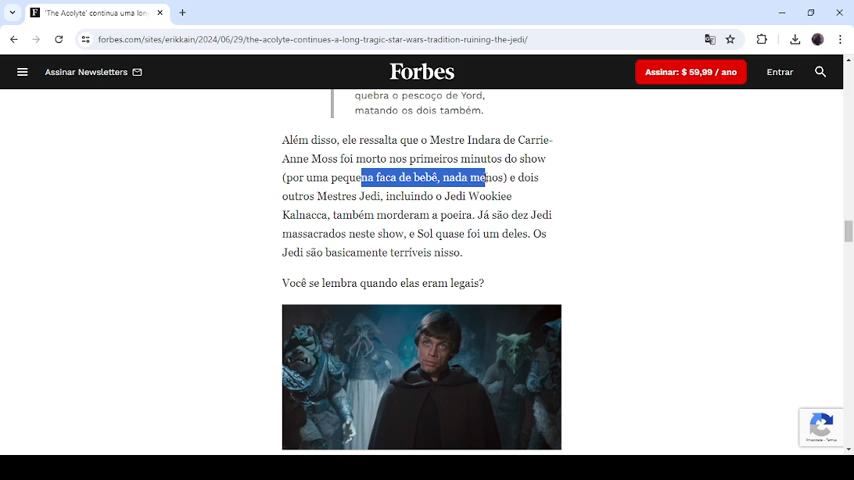 'The Acolyte' continua uma lon
forbes.com/sites/erikkain/2024/06/29/the-acolyte-continues-a-long-tragic-star-wars-tradition-ruining-the-jedi/
Assinar Newsletters
Forbes
Assinar: $ 59,99 / ano
Entrar
quebra o pescoço de Yord,
matando os dois também.
Além disso, ele ressalta que o Mestre Indara de Carrie-
Anne Moss foi morto nos primeiros minutos do show
(por uma pequena faca de bebê, nada menos) e dois
outros Mestres Jedi, incluindo o Jedi Wookiee
Kalnacca, também morderam a poeira. Já são dez Jedi
massacrados neste show, e Sol quase foi um deles. Os
Jedi são basicamente terríveis nisso.
Você se lembra quando elas eram legais?